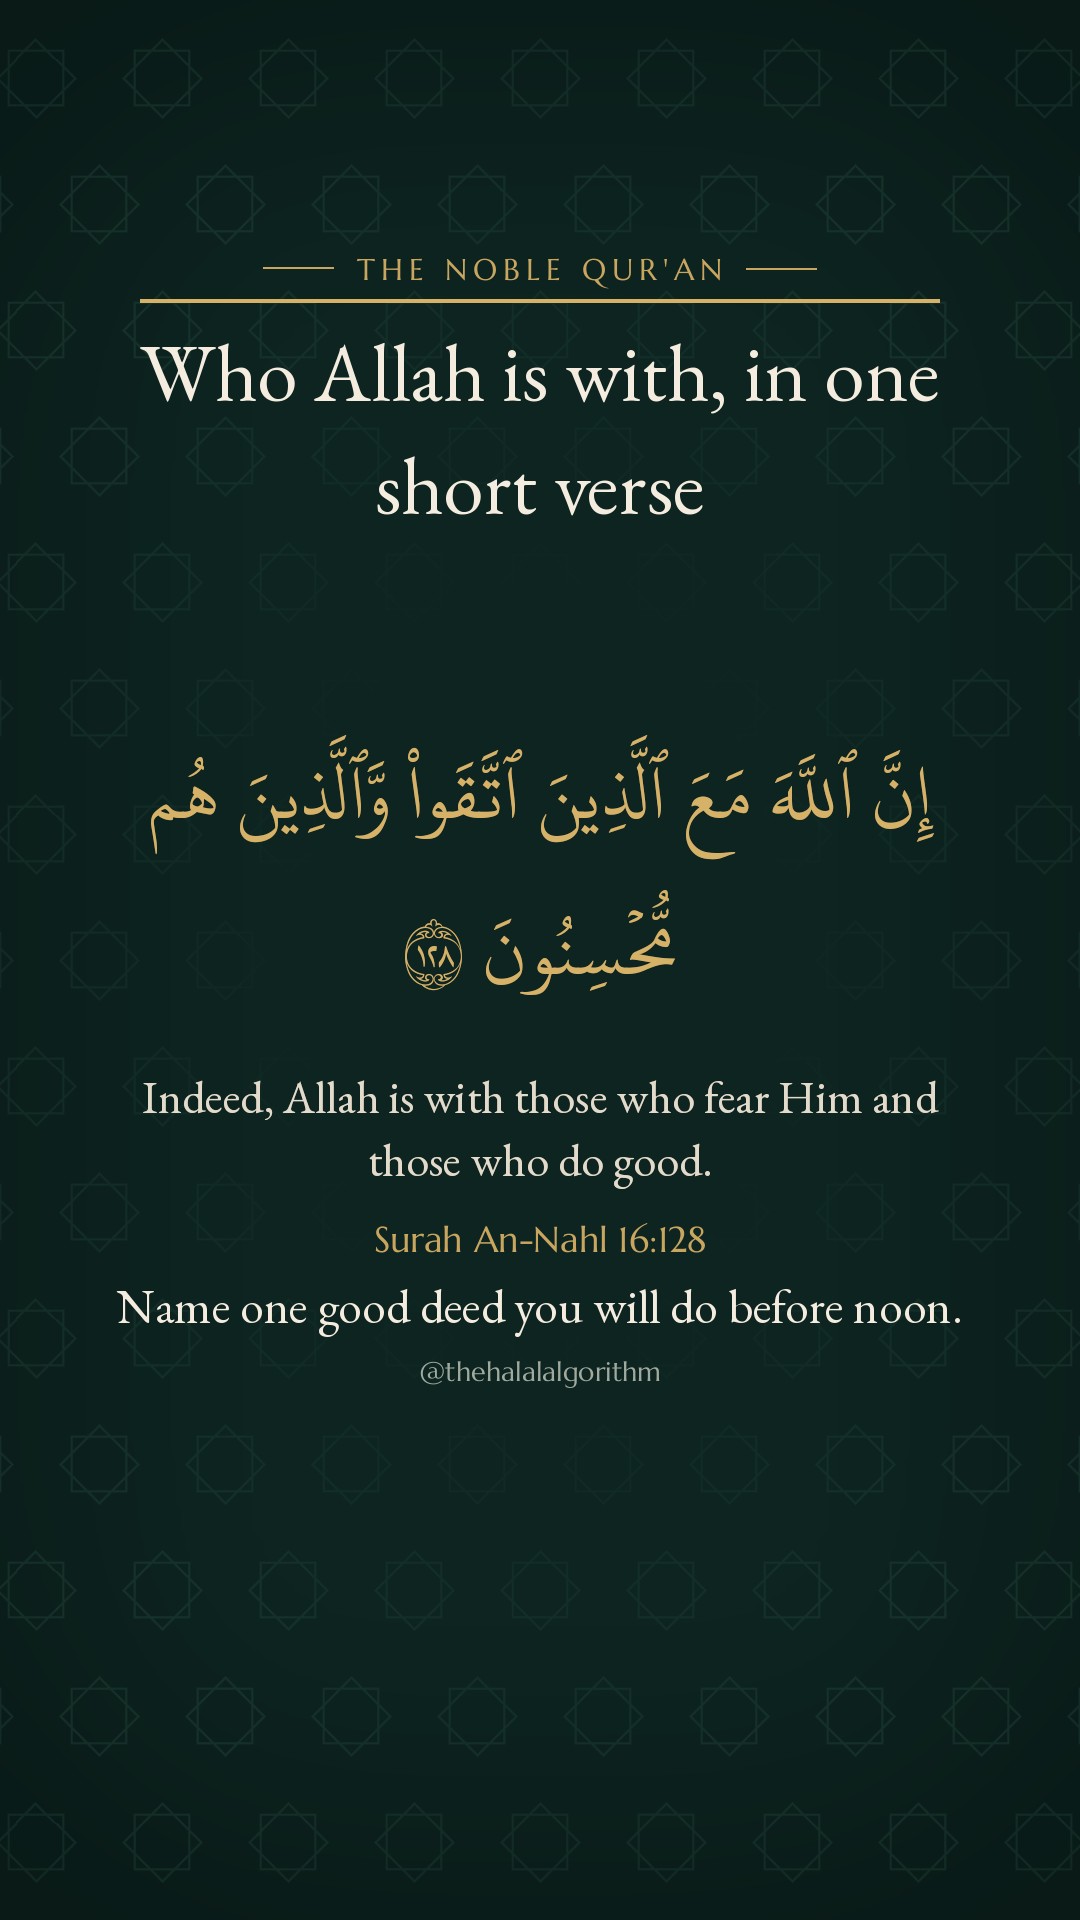 THE NOBLE QUR'AN
Who Allah is with, in one
short verse
إِنَّ ٱللَّهَ مَعَ ٱلَّذِينَ ٱتَّقَوا۟ وَّٱلَّذِينَ هُم
مُّحْسِنُونَ ١٢٨
Indeed, Allah is with those who fear Him and
those who do good.
Surah An-Nahl 16:128
Name one good deed you will do before noon.
@thehalalalgorithm